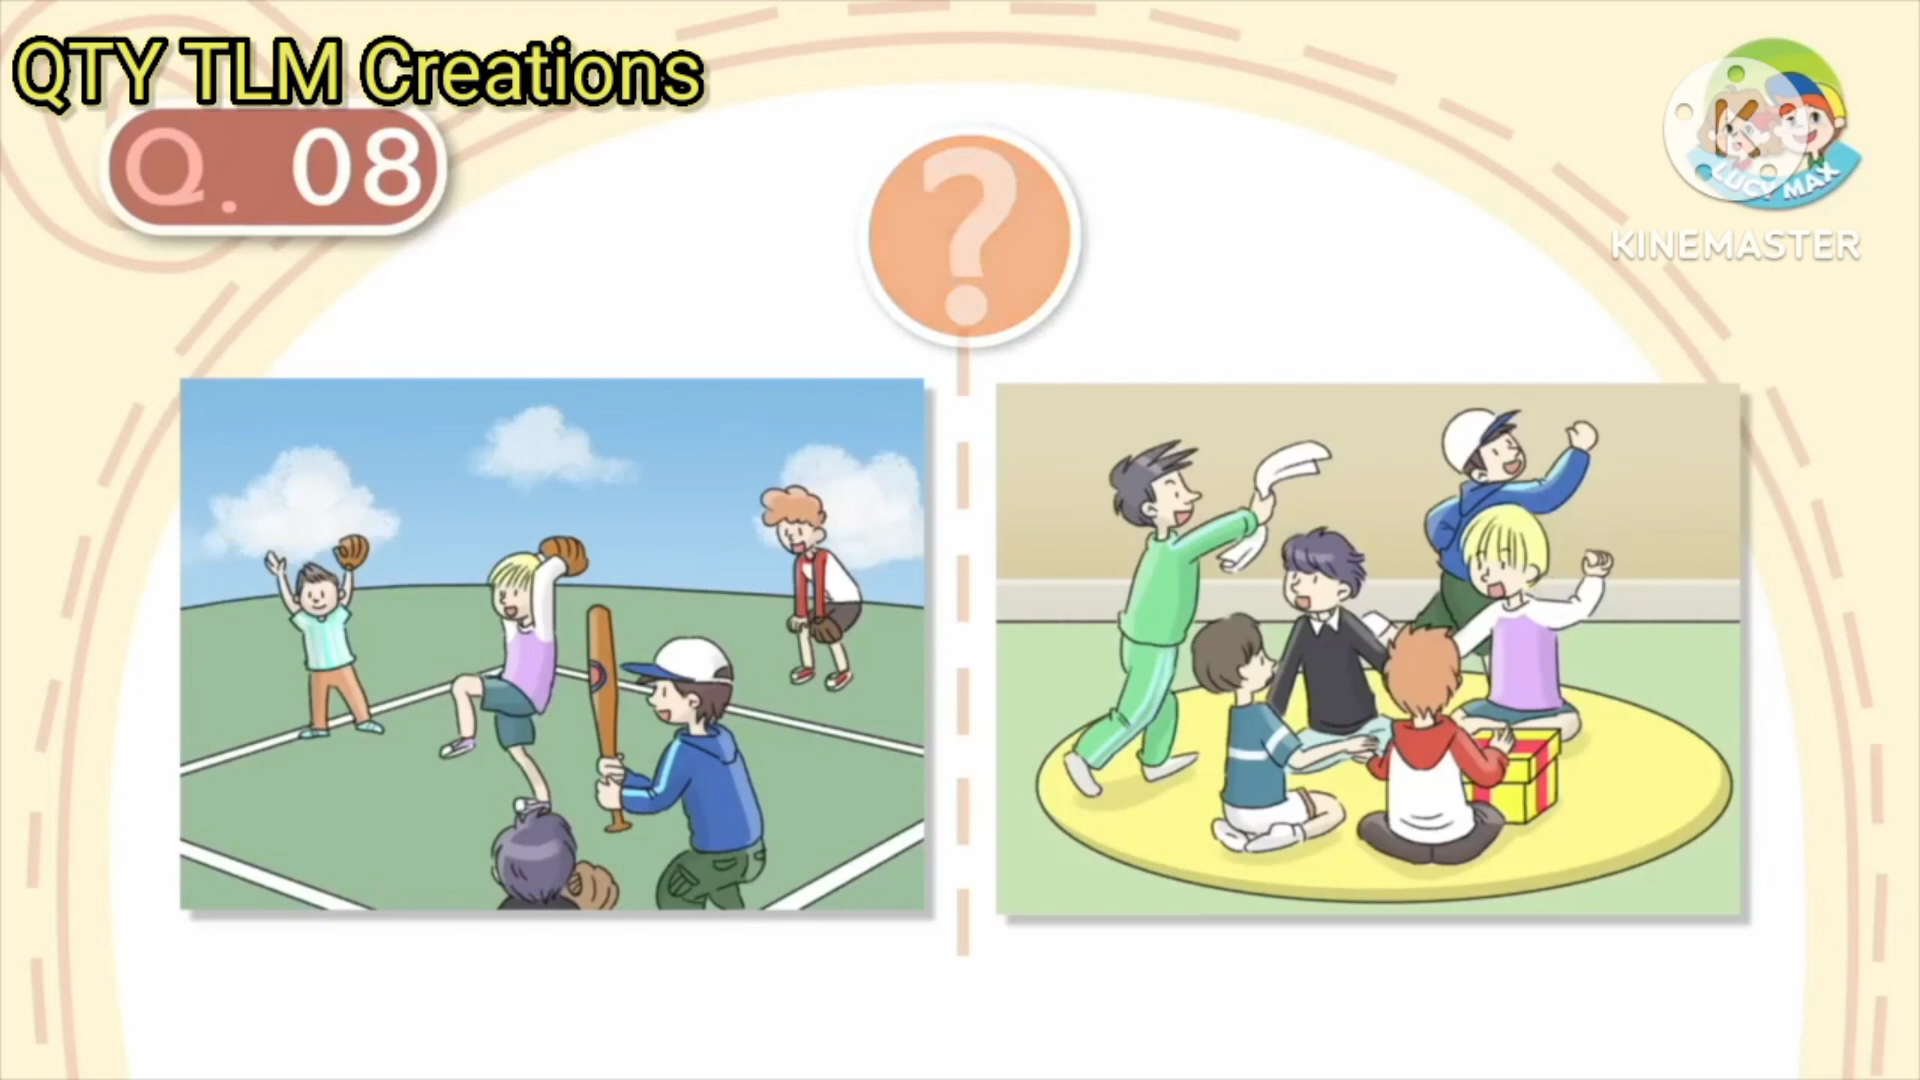 QTY TLM Creations
Q. 08
?
K
LUCY MAX
KINEMASTER